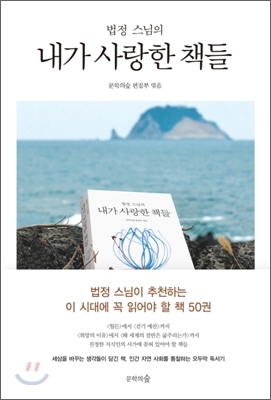 법정 스님의
내가 사랑한 책들
문학의숲 편집부 엮음
법정 스님의
내가 사랑한 책들
법정 스님이 추천하는
이 시대에 꼭 읽어야 할 책 50권
《월든》에서 《걷기 예찬》까지
《희망의 이유》에서 《왜 세계의 절반은 굶주리는가》까지
진정한 지식인의 서가에 꽂혀 있어야 할 책들
세상을 바꾸는 생각들이 담긴 책, 인간 자연 사회를 통찰하는 오두막 독서기
문학의숲